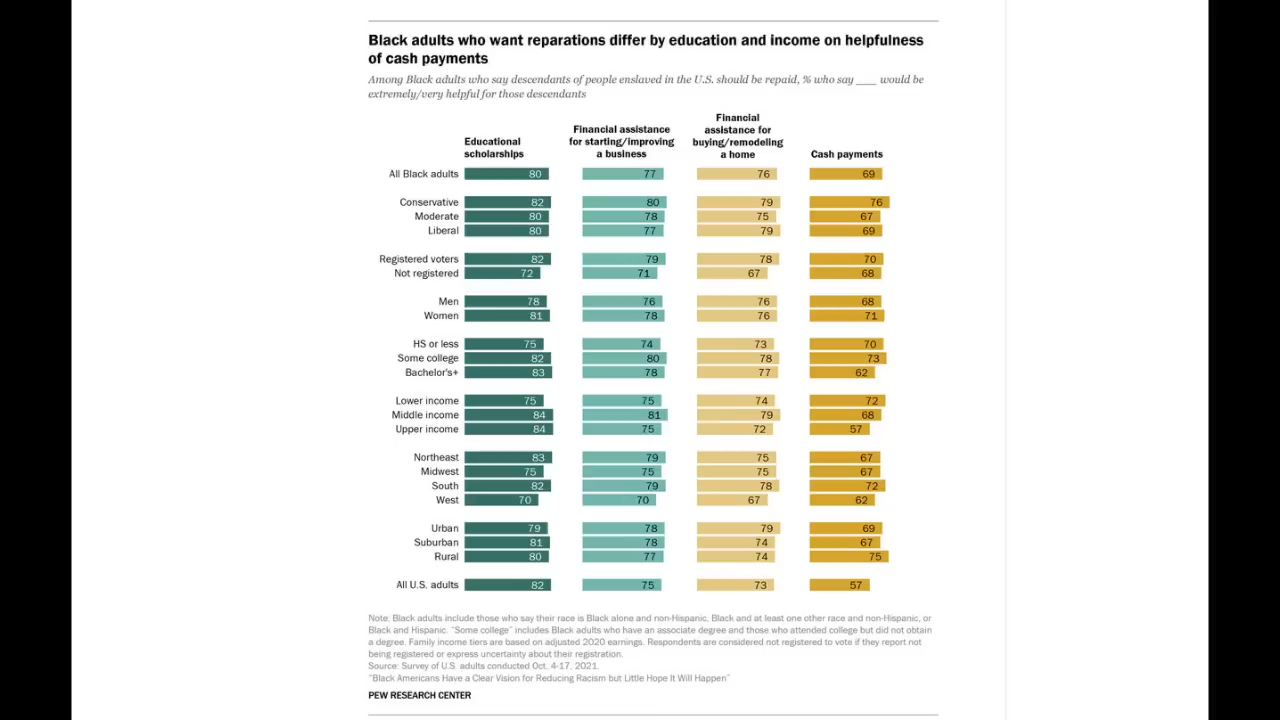 Black adults who want reparations differ by education and income on helpfulness
of cash payments
Among Black adults who say descendants of people enslaved in the U.S. should be repaid, % who say ___ would be
extremely/very helpful for those descendants
Educational scholarships Financial assistance for starting/improving a business Financial assistance for buying/remodeling a home Cash payments
All Black adults 80 77 76 69
Conservative 82 80 79 76
Moderate 80 78 75 67
Liberal 80 77 79 69
Registered voters 82 79 78 70
Not registered 72 71 67 68
Men 78 76 76 68
Women 81 78 76 71
HS or less 75 74 73 70
Some college 82 80 78 73
Bachelor's+ 83 78 77 62
Lower income 75 75 74 72
Middle income 84 81 79 68
Upper income 84 75 72 57
Northeast 83 79 75 67
Midwest 75 75 75 67
South 82 79 78 72
West 70 70 67 62
Urban 79 78 79 69
Suburban 81 78 74 67
Rural 80 77 74 75
All U.S. adults 82 75 73 57
Note: Black adults include those who say their race is Black alone and non-Hispanic, Black and at least one other race and non-Hispanic, or
Black and Hispanic. "Some college" includes Black adults who have an associate degree and those who attended college but did not obtain
a degree. Family income tiers are based on adjusted 2020 earnings. Respondents are considered not registered to vote if they report not
being registered or express uncertainty about their registration.
Source: Survey of U.S. adults conducted Oct. 4-17, 2021.
"Black Americans Have a Clear Vision for Reducing Racism but Little Hope It Will Happen"
PEW RESEARCH CENTER